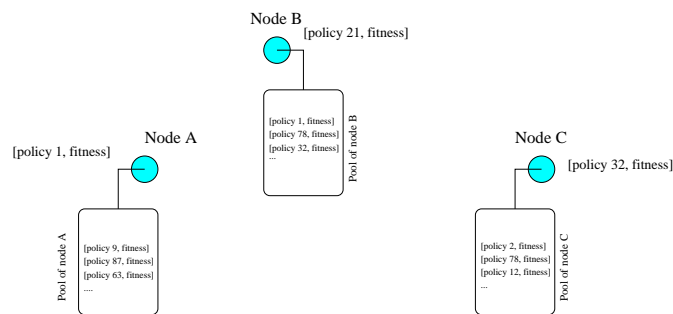 Node B
[policy 21, fitness]
[policy 1, fitness]
[policy 78, fitness]
[policy 32, fitness]
...
Pool of node B
Node A
[policy 1, fitness]
Pool of node A
[policy 9, fitness]
[policy 87, fitness]
[policy 63, fitness]
....
Node C
[policy 32, fitness]
[policy 2, fitness]
[policy 78, fitness]
[policy 12, fitness]
...
Pool of node C